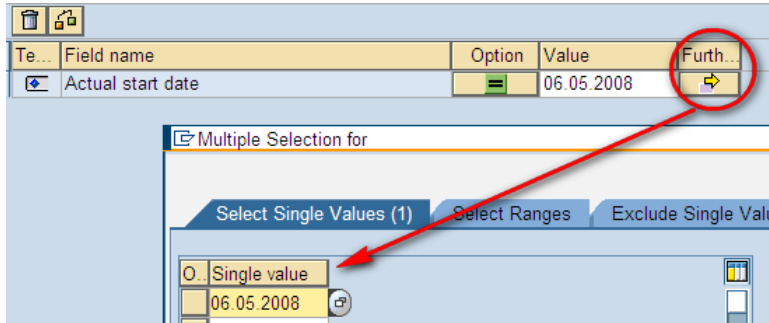 Te... Field name Option Value Furth...
Actual start date = 06.05.2008
Multiple Selection for
Select Single Values (1) Select Ranges Exclude Single Valu
O.. Single value
06.05.2008